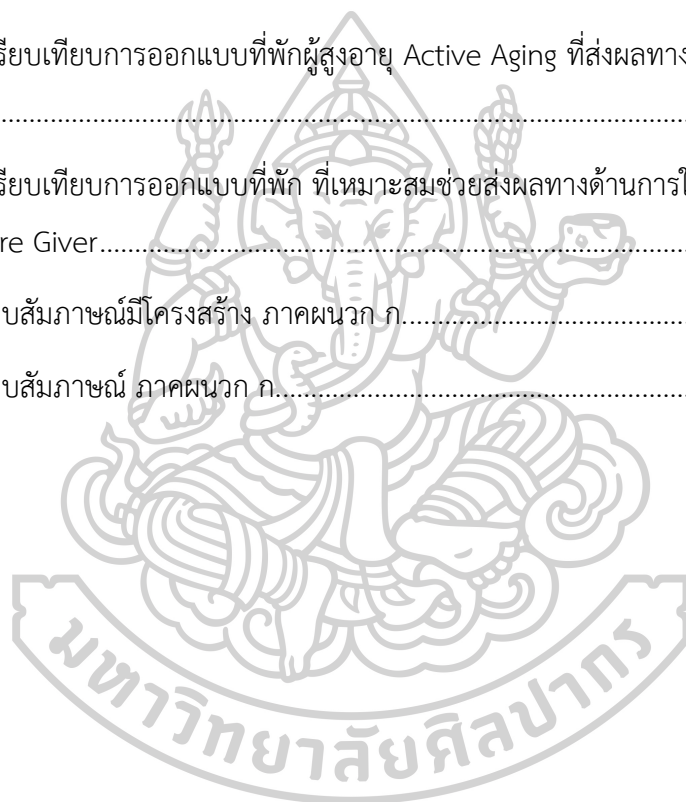 รียบเทียบการออกแบบที่พักผู้สูงอายุ Active Aging ที่ส่งผลทาง
..........................................................................................
รียบเทียบการออกแบบที่พัก ที่เหมาะสมช่วยส่งผลทางด้านการใ
re Giver..........................................................................
บสัมภาษณ์มีโครงสร้าง ภาคผนวก ก....................................
บสัมภาษณ์ ภาคผนวก ก.....................................................
มหาวิทยาลัยศิลปากร